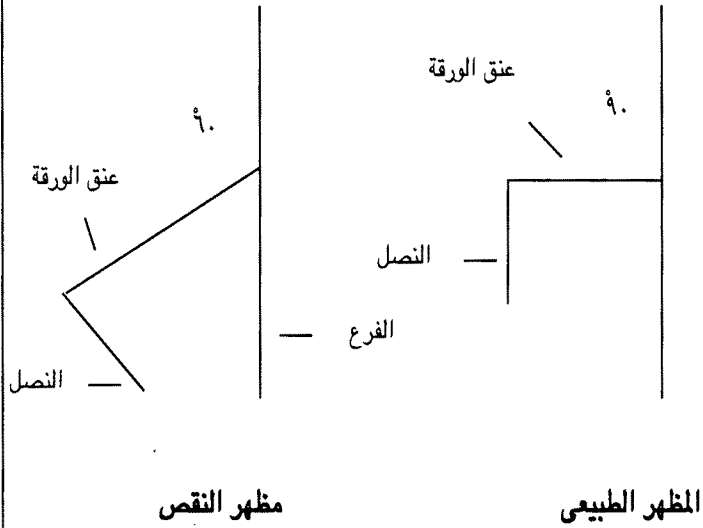 عنق الورقة
٩٠°
النصل
المظهر الطبيعى
٦٠°
عنق الورقة
الفرع
النصل
مظهر النقص